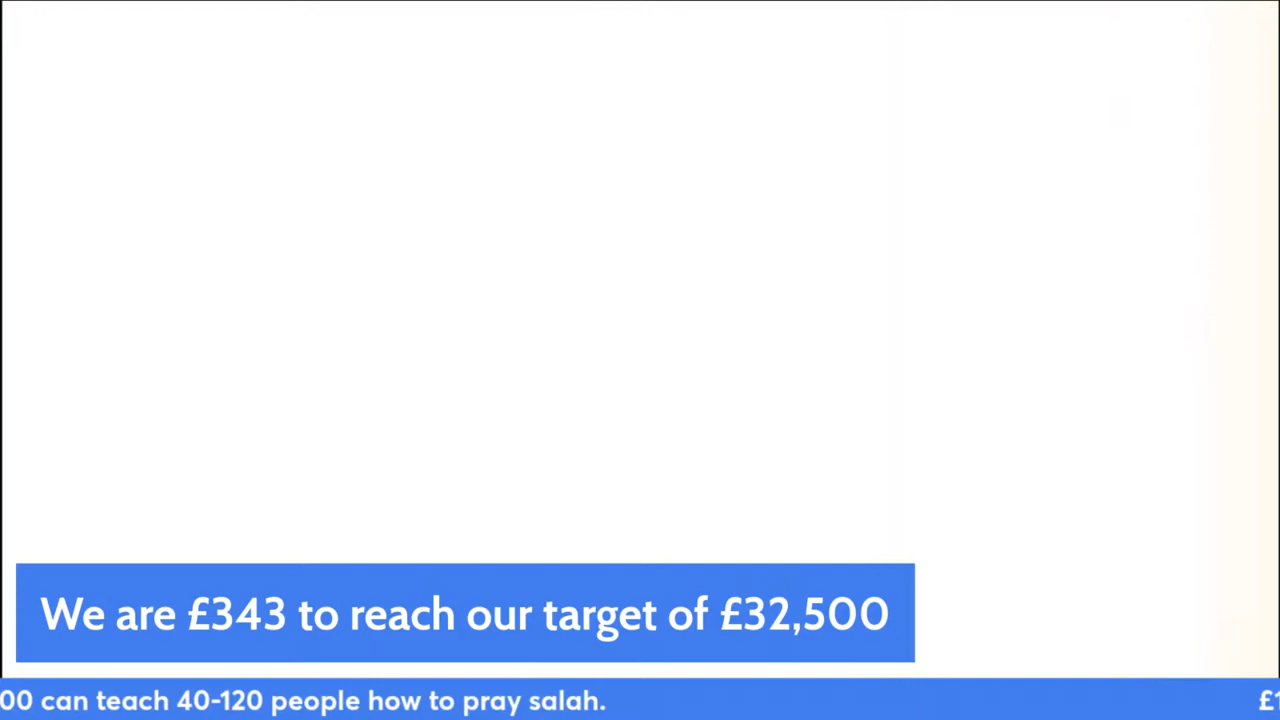 We are £343 to reach our target of £32,500
00 can teach 40-120 people how to pray salah. £1